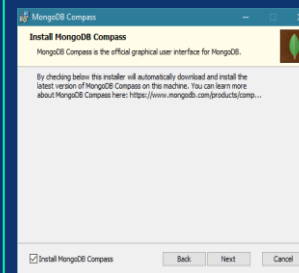 MongoDB Compass
Install MongoDB Compass
MongoDB Compass is the official graphical user interface for MongoDB.
By checking below this installer will automatically download and install the
latest version of MongoDB Compass on this machine. You can learn more
about MongoDB Compass here: https://www.mongodb.com/products/comp...
Install MongoDB Compass
Back
Next
Cancel